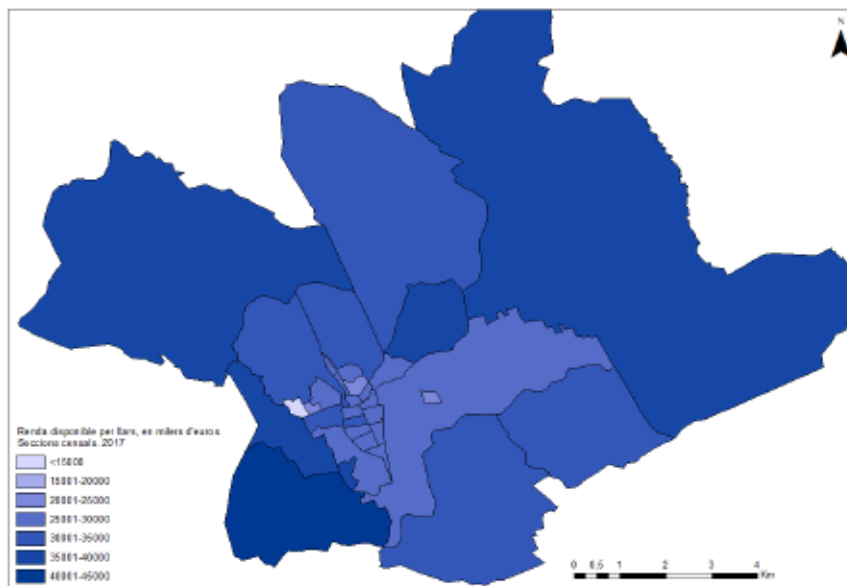 N
Renda disponible per llars, en milers d'euros.
Seccions censals. 2017
<15000
15001-20000
20001-25000
25001-30000
30001-35000
35001-40000
40001-45000
0 0,5 1 2 3 4
Km